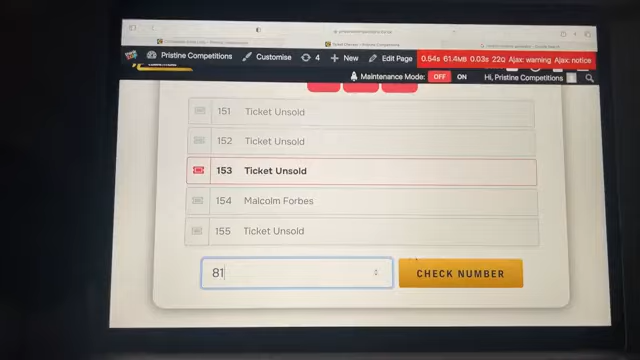 Pristine Competitions
Customise
4
New
Edit Page
0.54s 61.4MB 0.03s 22Q Ajax: warning Ajax: notice
Maintenance Mode: OFF ON
Hi, Pristine Competitions
151 Ticket Unsold
152 Ticket Unsold
153 Ticket Unsold
154 Malcolm Forbes
155 Ticket Unsold
81
CHECK NUMBER